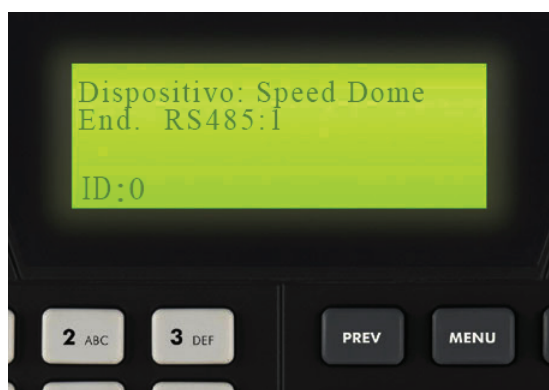 Dispositivo: Speed Dome
End. RS485:1
ID:0
2 ABC
3 DEF
PREV
MENU